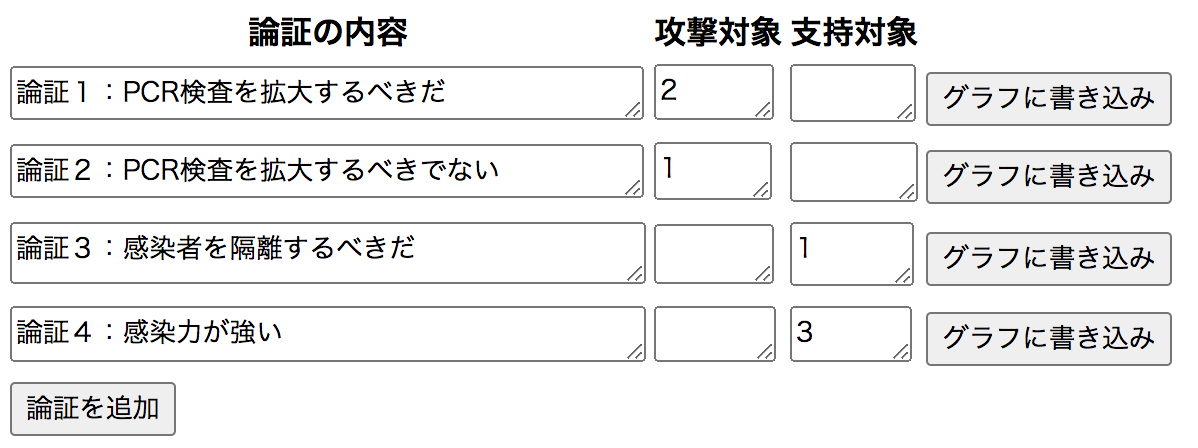 論証の内容 攻撃対象 支持対象
論証１：PCR検査を拡大するべきだ 2 グラフに書き込み
論証２：PCR検査を拡大するべきでない 1 グラフに書き込み
論証３：感染者を隔離するべきだ 1 グラフに書き込み
論証４：感染力が強い 3 グラフに書き込み
論証を追加